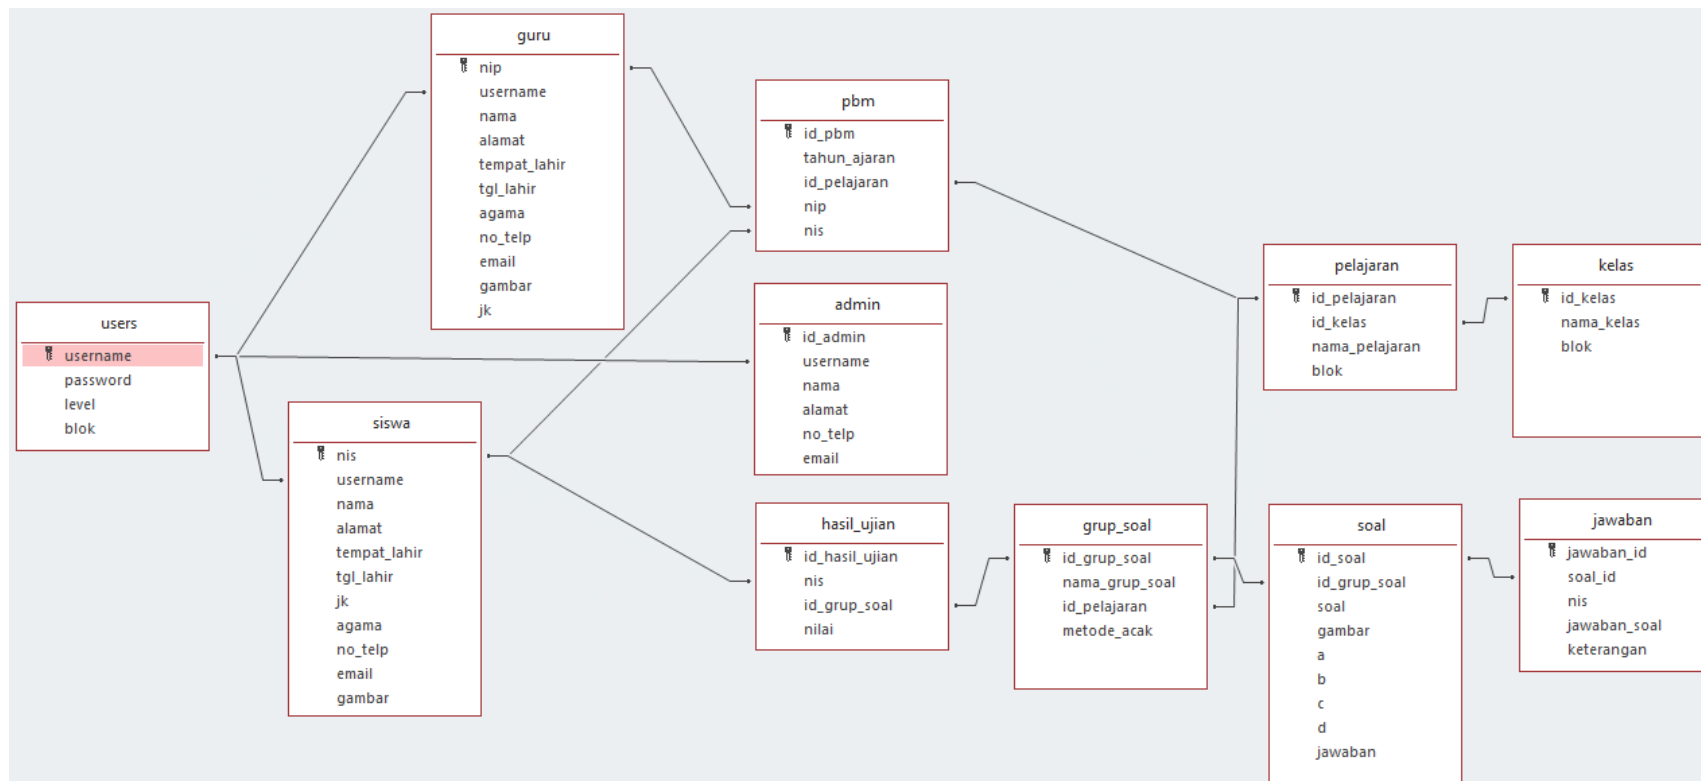 guru
nip
username
nama
alamat
tempat_lahir
tgl_lahir
agama
no_telp
email
gambar
jk
pbm
id_pbm
tahun_ajaran
id_pelajaran
nip
nis
pelajaran
id_pelajaran
id_kelas
nama_pelajaran
blok
kelas
id_kelas
nama_kelas
blok
users
username
password
level
blok
admin
id_admin
username
nama
alamat
no_telp
email
siswa
nis
username
nama
alamat
tempat_lahir
tgl_lahir
jk
agama
no_telp
email
gambar
hasil_ujian
id_hasil_ujian
nis
id_grup_soal
nilai
grup_soal
id_grup_soal
nama_grup_soal
id_pelajaran
metode_acak
soal
id_soal
id_grup_soal
soal
gambar
a
b
c
d
jawaban
jawaban
jawaban_id
soal_id
nis
jawaban_soal
keterangan